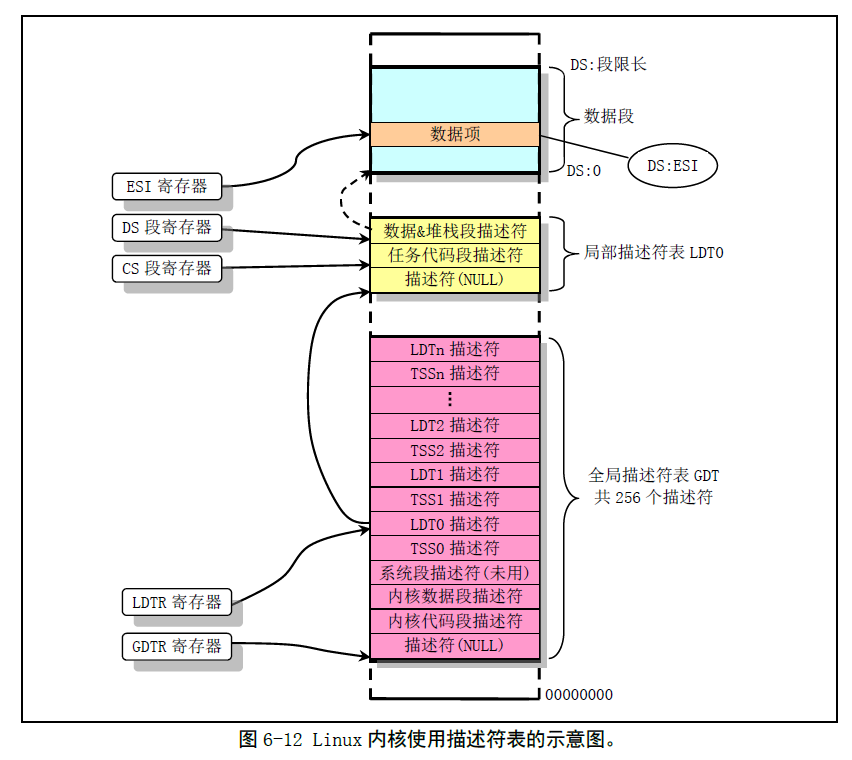 DS:段限长
数据段
数据项
DS:ESI
DS:0
ESI 寄存器
DS 段寄存器
CS 段寄存器
数据&堆栈段描述符
任务代码段描述符
描述符(NULL)
局部描述符表 LDT0
LDTn 描述符
TSSn 描述符
⋮
LDT2 描述符
TSS2 描述符
LDT1 描述符
TSS1 描述符
LDT0 描述符
TSS0 描述符
系统段描述符(未用)
内核数据段描述符
内核代码段描述符
描述符(NULL)
全局描述符表 GDT
共 256 个描述符
LDTR 寄存器
GDTR 寄存器
00000000
图 6-12 Linux 内核使用描述符表的示意图。